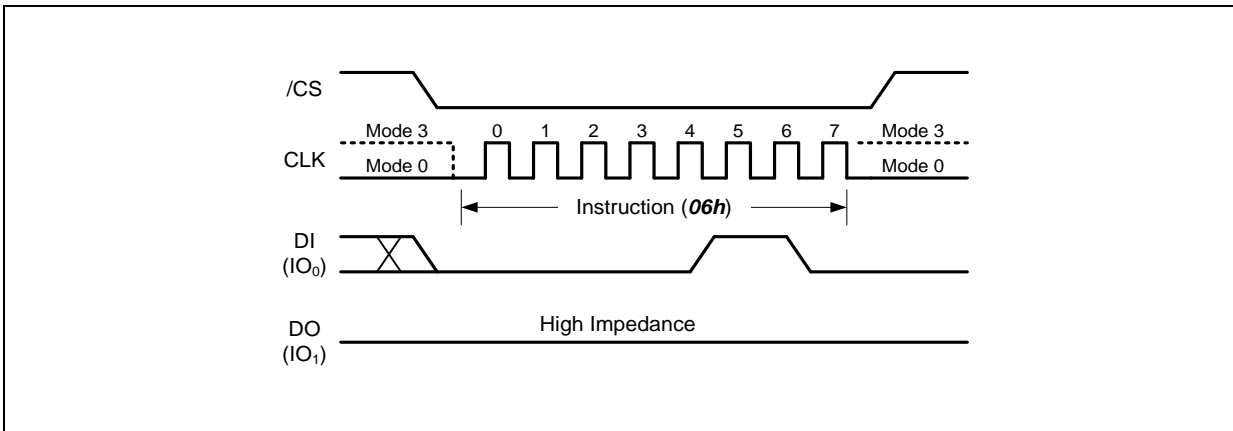 /CS
Mode 3 0 1 2 3 4 5 6 7 Mode 3
CLK
Mode 0 Mode 0
Instruction (06h)
DI
(IO₀)
High Impedance
DO
(IO₁)